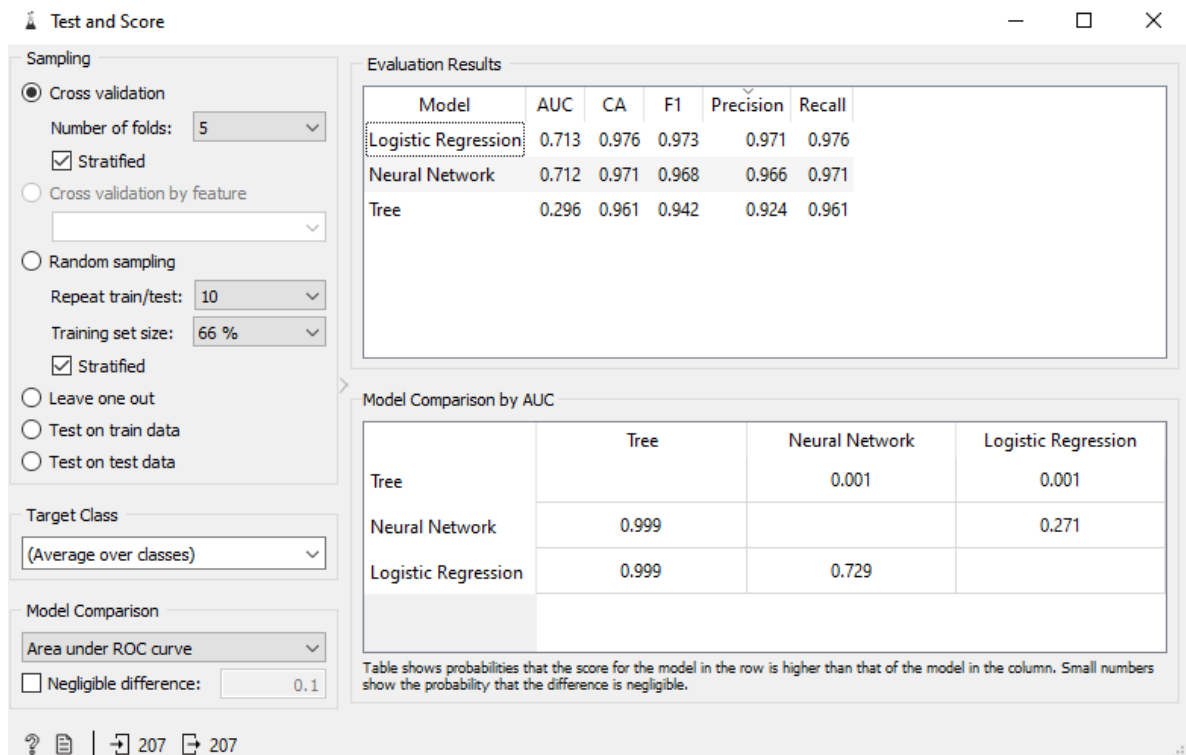 Test and Score
Sampling
Cross validation
Number of folds: 5
Stratified
Cross validation by feature
Random sampling
Repeat train/test: 10
Training set size: 66 %
Stratified
Leave one out
Test on train data
Test on test data
Target Class
(Average over classes)
Model Comparison
Area under ROC curve
Negligible difference: 0.1
? 207 207
Evaluation Results
Model AUC CA F1 Precision Recall
Logistic Regression 0.713 0.976 0.973 0.971 0.976
Neural Network 0.712 0.971 0.968 0.966 0.971
Tree 0.296 0.961 0.942 0.924 0.961
Model Comparison by AUC
Tree Neural Network Logistic Regression
Tree 0.001 0.001
Neural Network 0.999 0.271
Logistic Regression 0.999 0.729
Table shows probabilities that the score for the model in the row is higher than that of the model in the column. Small numbers
show the probability that the difference is negligible.